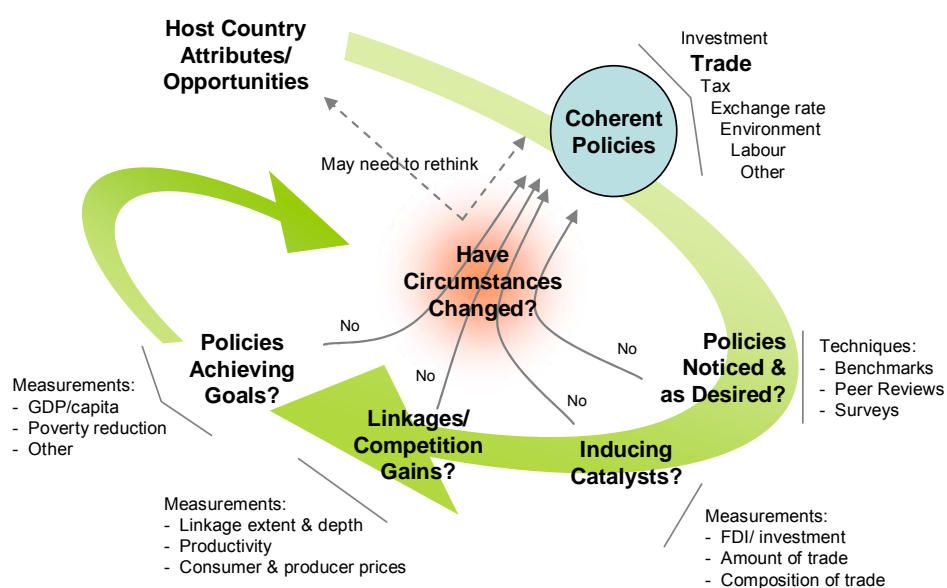 Host Country
Attributes/
Opportunities
Investment
Trade
Tax
Exchange rate
Environment
Labour
Other
Coherent
Policies
May need to rethink
Have
Circumstances
Changed?
No
Policies
Achieving
Goals?
No
Policies
Noticed &
as Desired?
Techniques:
- Benchmarks
- Peer Reviews
- Surveys
Measurements:
- GDP/capita
- Poverty reduction
- Other
No
No
Linkages/
Competition
Gains?
Inducing
Catalysts?
Measurements:
- Linkage extent & depth
- Productivity
- Consumer & producer prices
Measurements:
- FDI/ investment
- Amount of trade
- Composition of trade